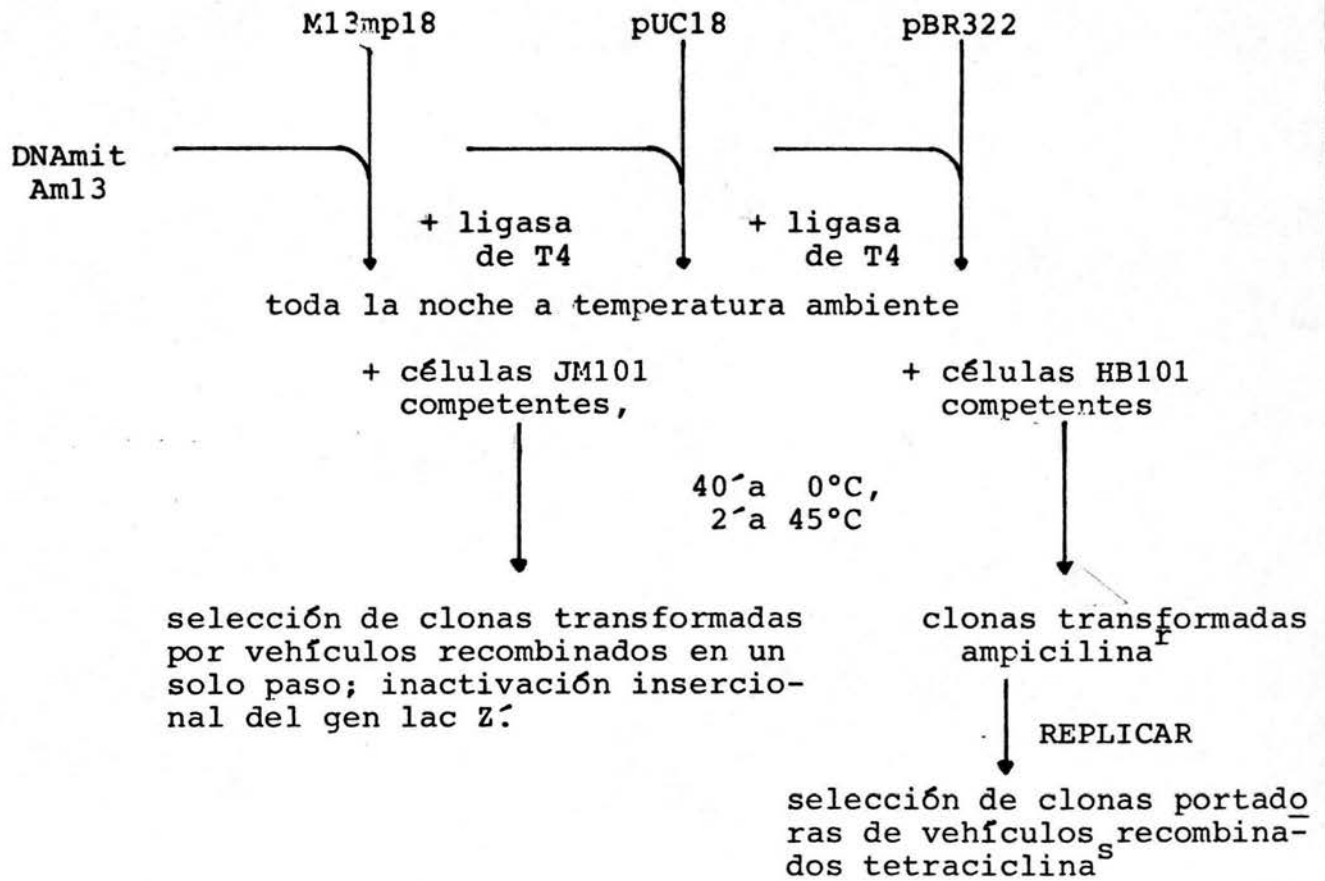 M13mp18 pUC18 pBR322
DNAmit
Am13
+ ligasa + ligasa
de T4 de T4
toda la noche a temperatura ambiente
+ células JM101 + células HB101
competentes, competentes
40´a 0°C,
2´a 45°C
selección de clonas transformadas
por vehículos recombinados en un
solo paso; inactivación insercio-
nal del gen lac Z´.
clonas transformadas
ampicilinaʳ
REPLICAR
selección de clonas portado
ras de vehículos recombina-
dos tetraciclinaˢ